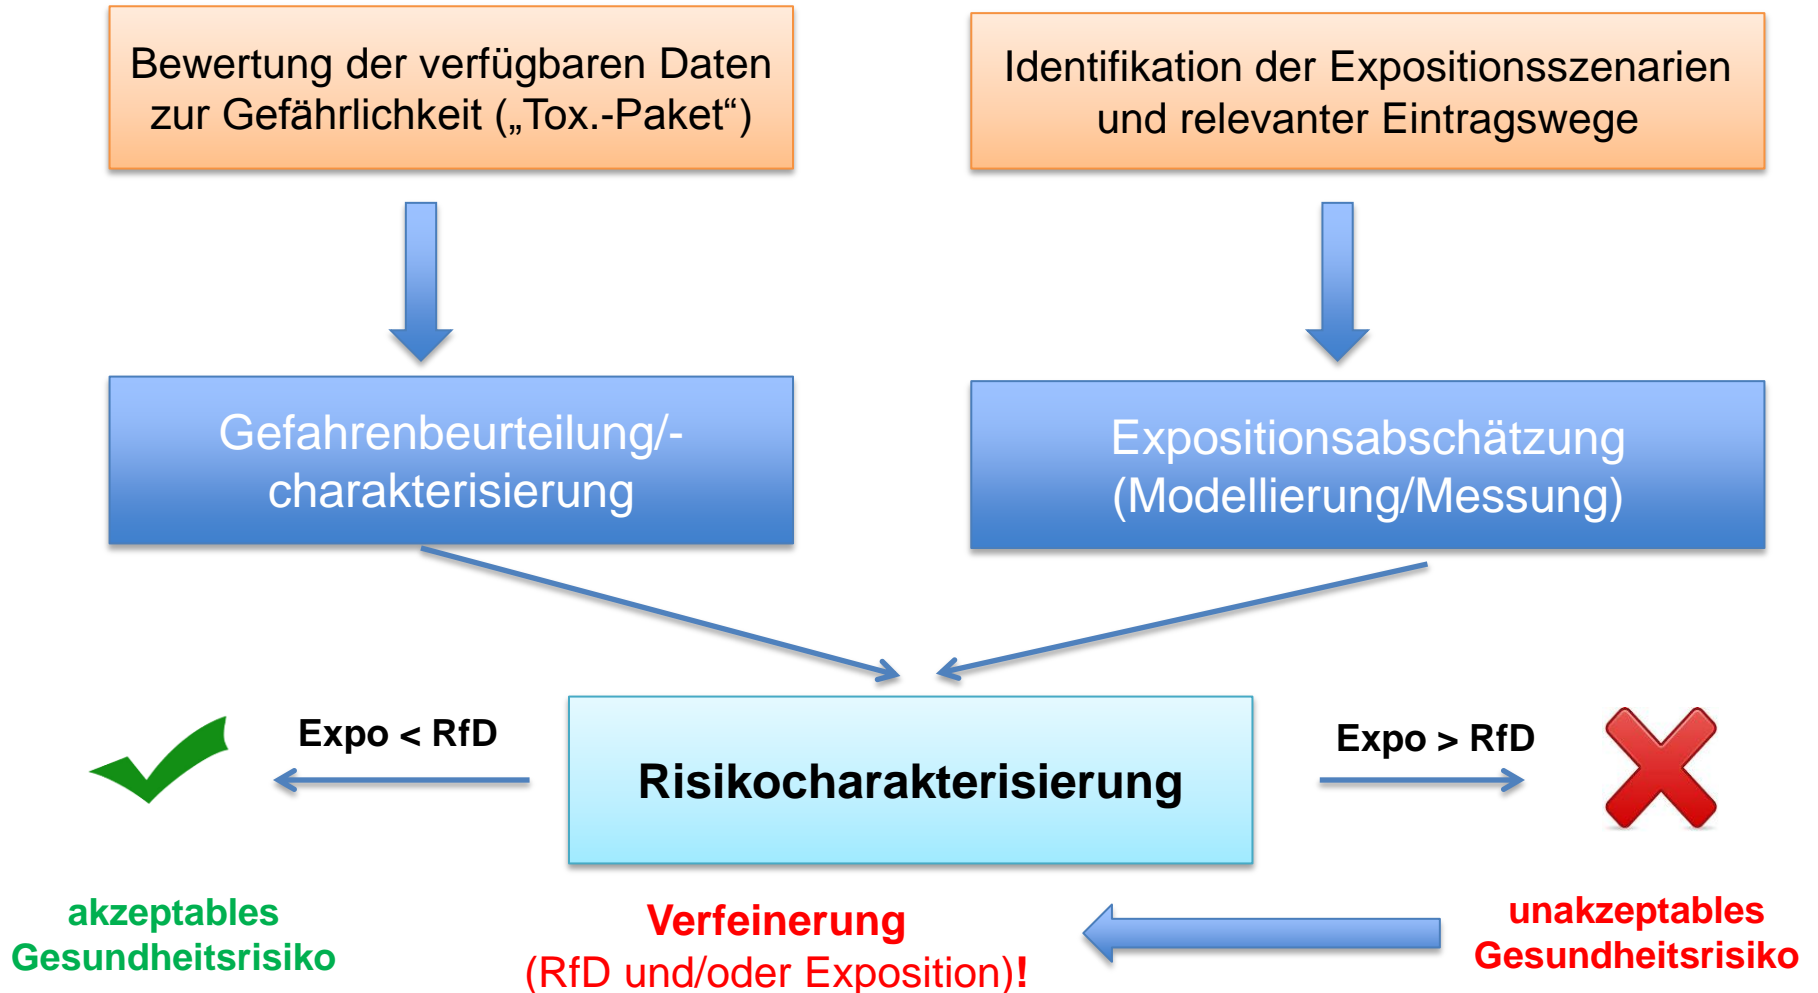 Bewertung der verfügbaren Daten
zur Gefährlichkeit („Tox.-Paket“)
Identifikation der Expositionsszenarien
und relevanter Eintragswege
Gefahrenbeurteilung/-
charakterisierung
Expositionsabschätzung
(Modellierung/Messung)
Expo < RfD
Risikocharakterisierung
Expo > RfD
akzeptables
Gesundheitsrisiko
Verfeinerung
(RfD und/oder Exposition)!
unakzeptables
Gesundheitsrisiko